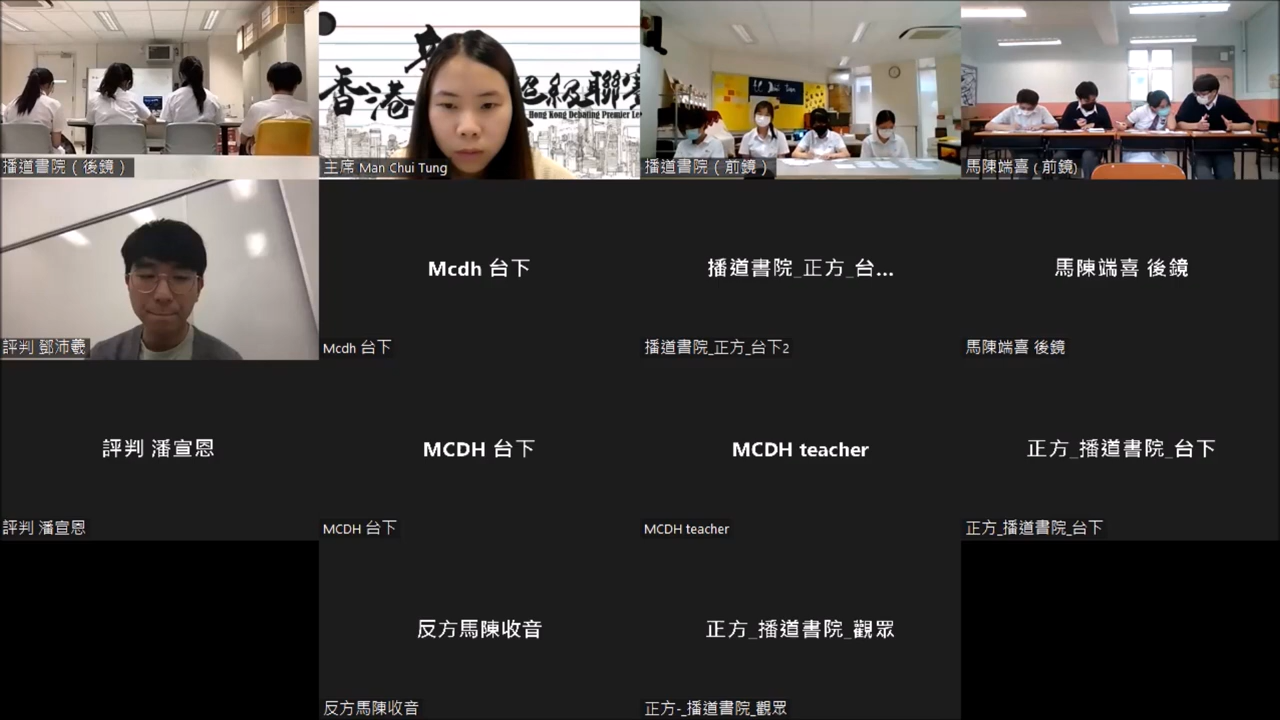 播道書院（後鏡）
香港
超級聯賽
Hong Kong Debating Premier Le
主席 Man Chui Tung
播道書院（前鏡）
馬陳端喜（前鏡)
評判 鄧沛羲
Mcdh 台下
Mcdh 台下
播道書院_正方_台...
播道書院_正方_台下2
馬陳端喜 後鏡
馬陳端喜 後鏡
評判 潘宣恩
評判 潘宣恩
MCDH 台下
MCDH 台下
MCDH teacher
MCDH teacher
正方_播道書院_台下
正方_播道書院_台下
反方馬陳收音
反方馬陳收音
正方_播道書院_觀眾
正方-_播道書院_觀眾